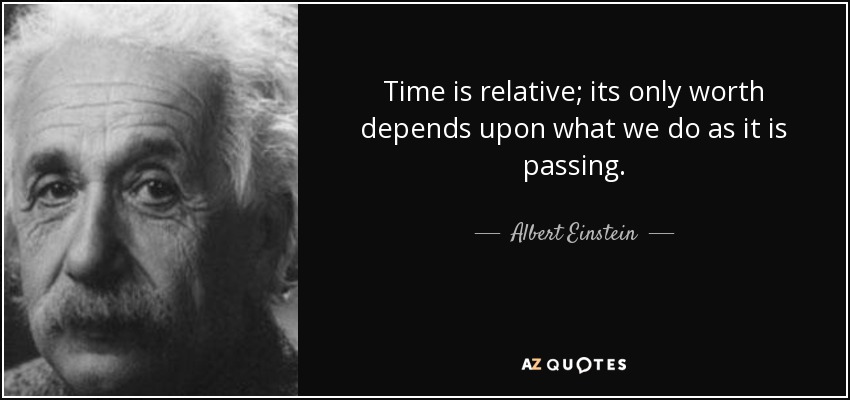 Time is relative; its only worth
depends upon what we do as it is
passing.
Albert Einstein
AZ QUOTES